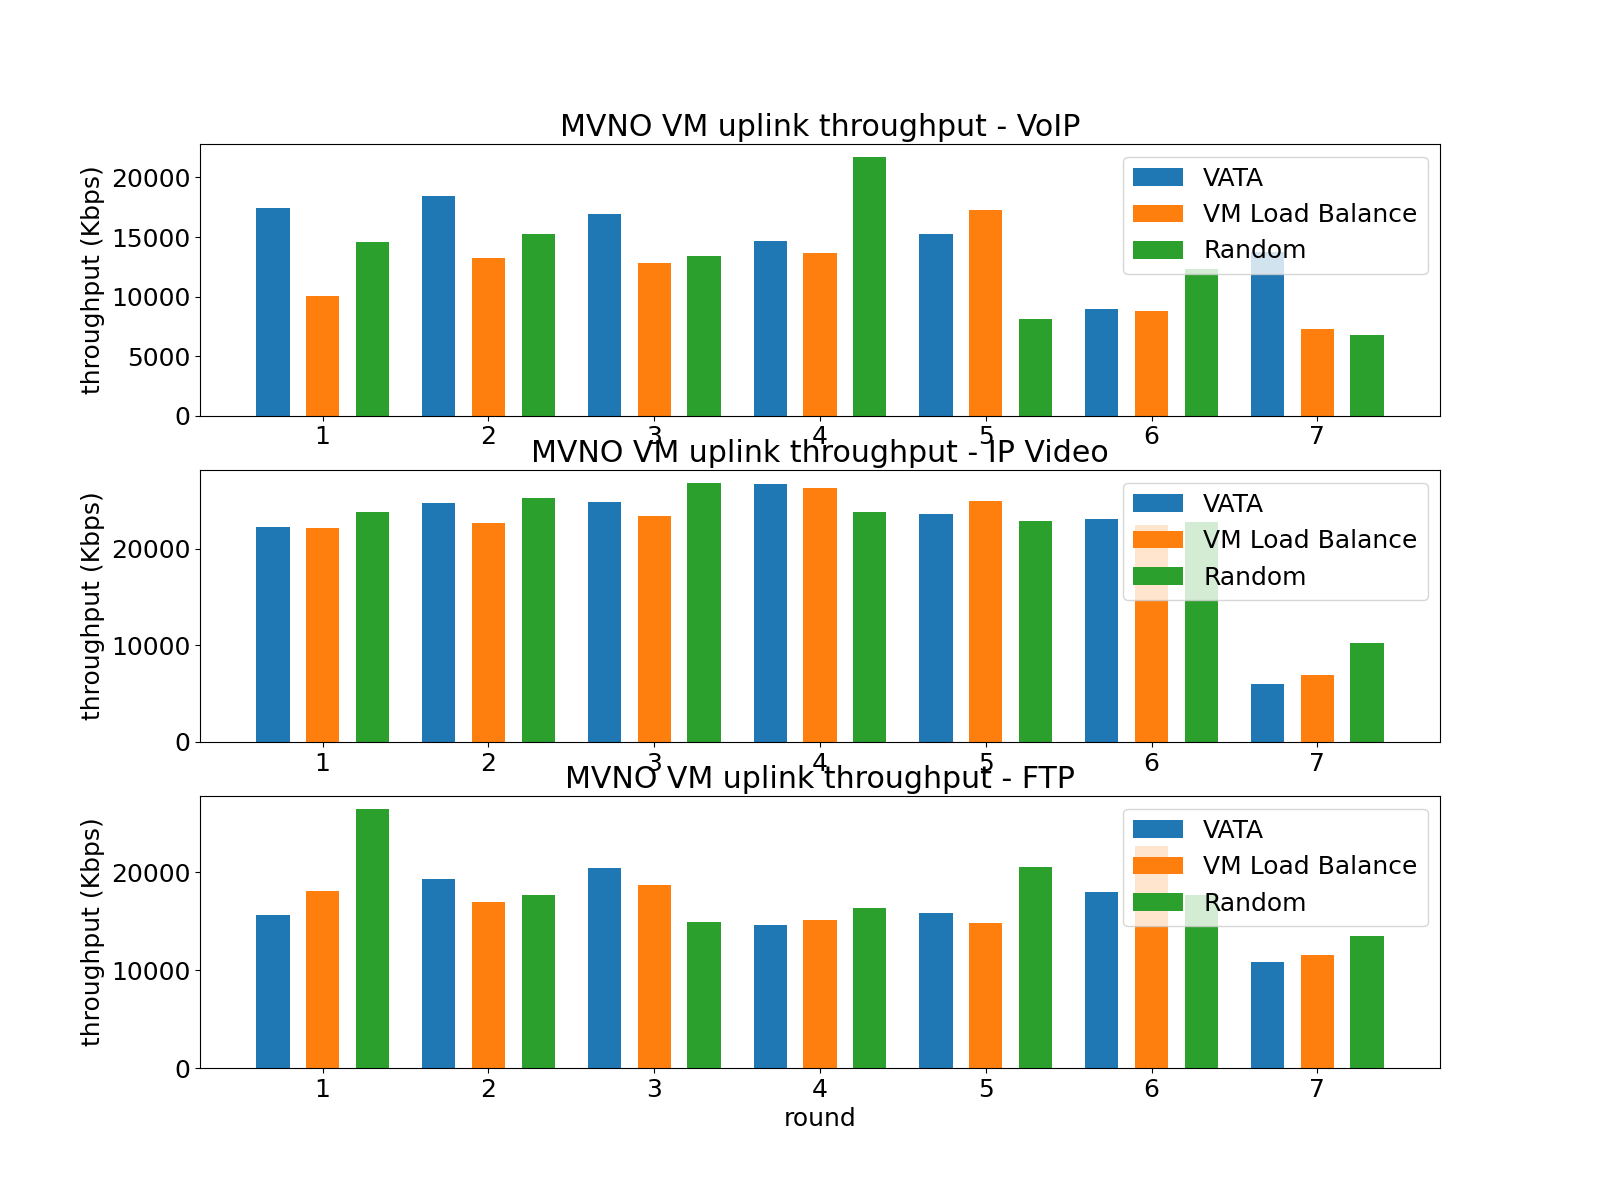 MVNO VM uplink throughput - VoIP
throughput (Kbps)
20000
15000
10000
5000
0
VATA
VM Load Balance
Random
1 2 3 4 5 6 7
MVNO VM uplink throughput - IP Video
throughput (Kbps)
20000
10000
0
VATA
VM Load Balance
Random
1 2 3 4 5 6 7
MVNO VM uplink throughput - FTP
throughput (Kbps)
20000
10000
0
VATA
VM Load Balance
Random
1 2 3 4 5 6 7
round